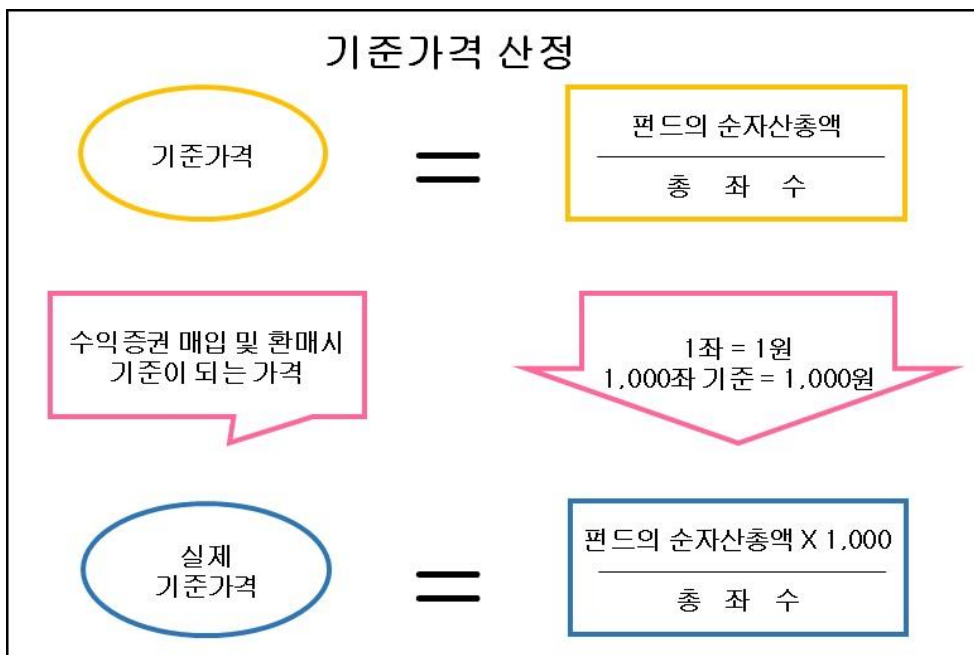 기준가격 산정
기준가격
=
펀드의 순자산총액
총 좌 수
수익증권 매입 및 환매시
기준이 되는 가격
1좌 = 1원
1,000좌 기준 = 1,000원
실제
기준가격
=
펀드의 순자산총액 X 1,000
총 좌 수